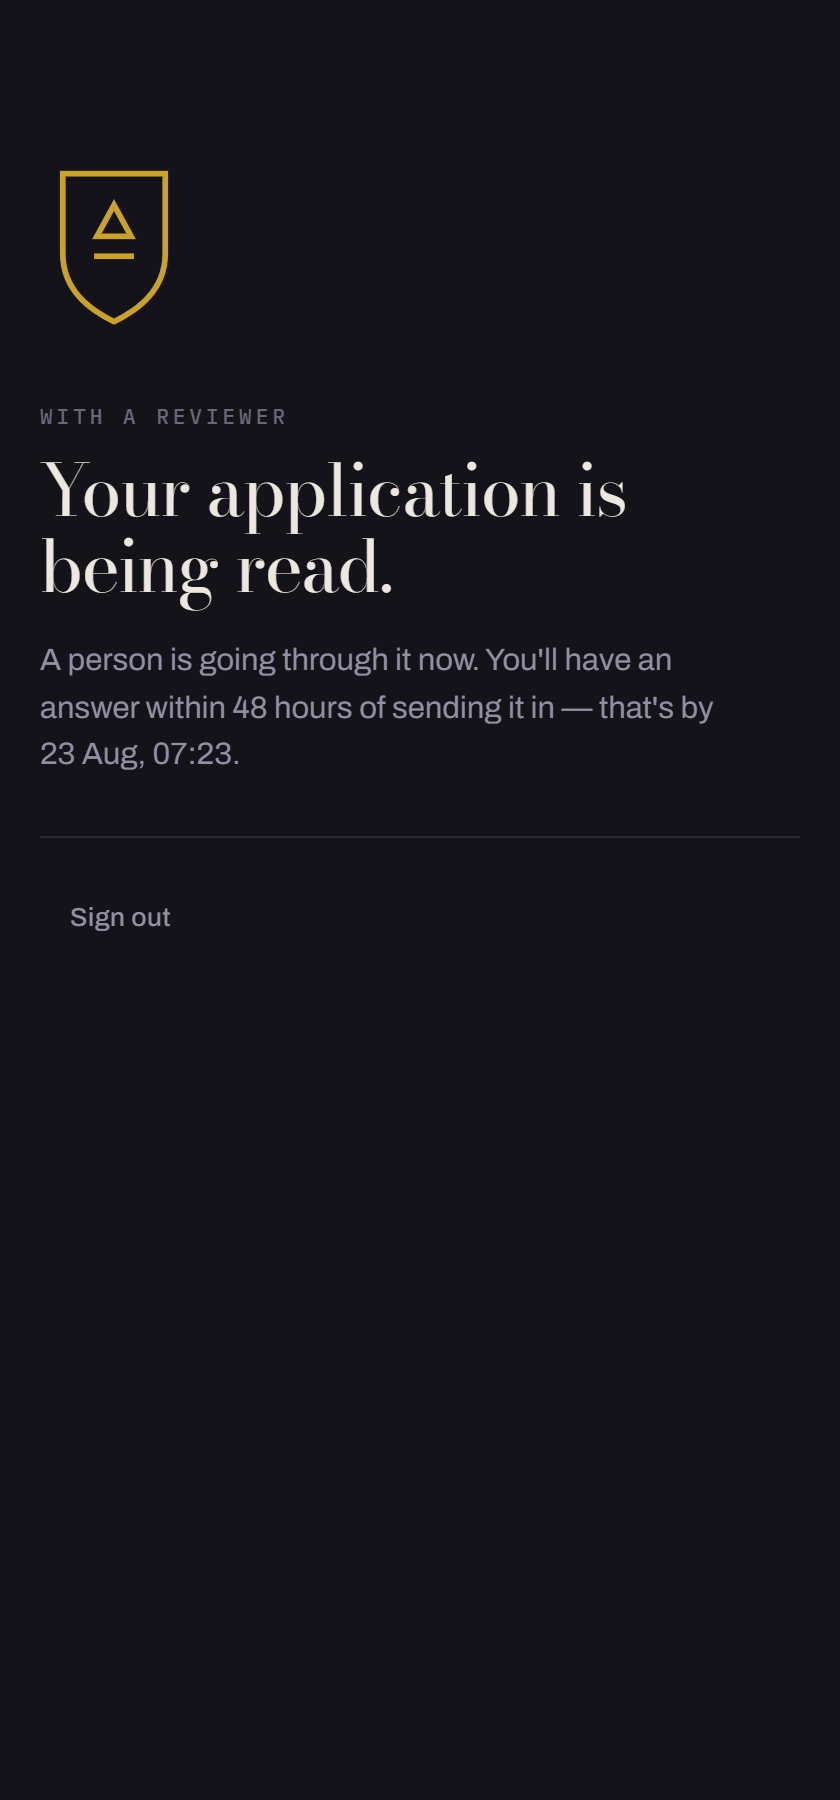 WITH A REVIEWER
Your application is
being read.
A person is going through it now. You'll have an
answer within 48 hours of sending it in — that's by
23 Aug, 07:23.
Sign out